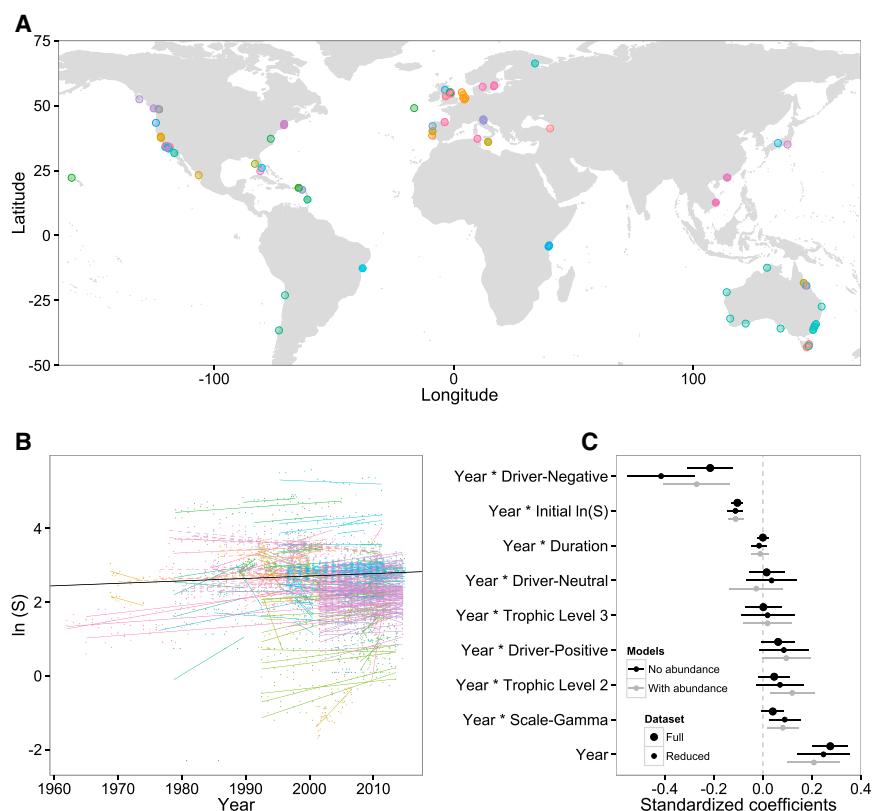 A
75
50
25
0
-25
-50
Latitude
-100
0
100
Longitude
B
4
2
0
-2
ln (S)
1960
1970
1980
1990
2000
2010
Year
C
Year * Driver-Negative
Year * Initial ln(S)
Year * Duration
Year * Driver-Neutral
Year * Trophic Level 3
Year * Driver-Positive
Year * Trophic Level 2
Year * Scale-Gamma
Year
Models
No abundance
With abundance
Dataset
Full
Reduced
-0.4
-0.2
0.0
0.2
0.4
Standardized coefficients